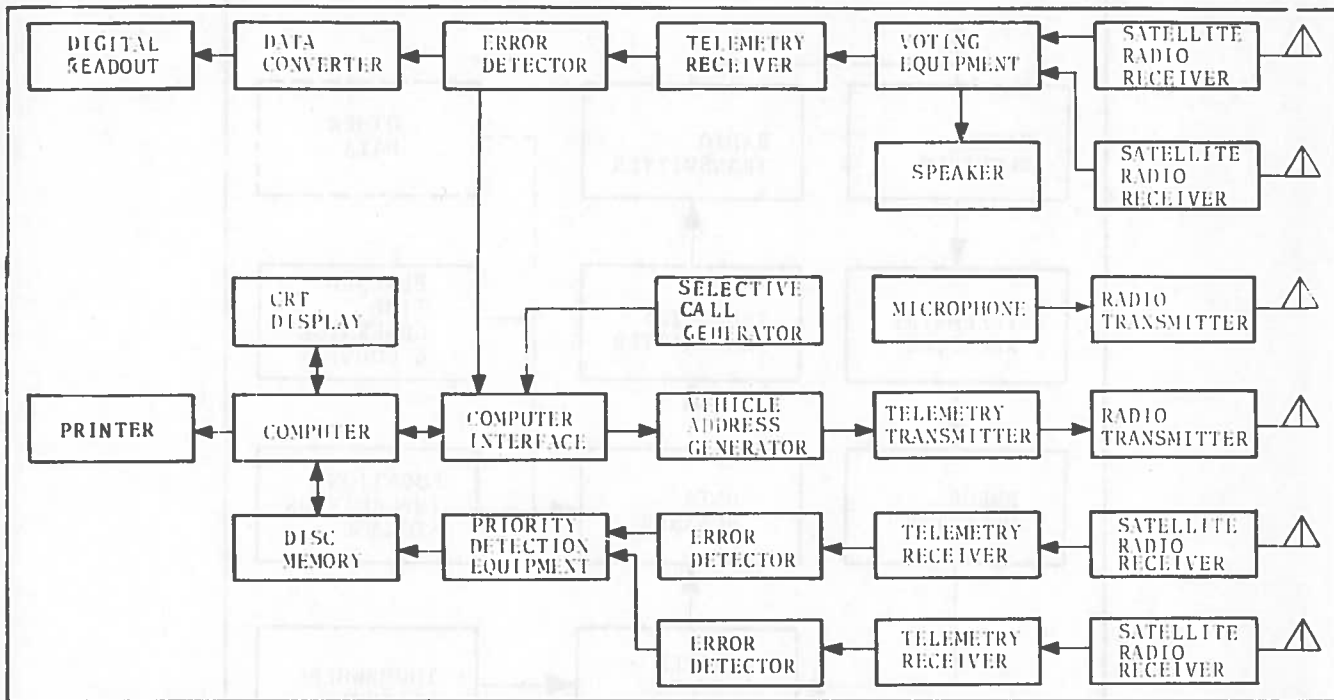 DIGITAL
READOUT
DATA
CONVERTER
ERROR
DETECTOR
TELEMETRY
RECEIVER
VOTING
EQUIPMENT
SATELLITE
RADIO
RECEIVER
SPEAKER
SATELLITE
RADIO
RECEIVER
CRT
DISPLAY
SELECTIVE
CALL
GENERATOR
MICROPHONE
RADIO
TRANSMITTER
PRINTER
COMPUTER
COMPUTER
INTERFACE
VEHICLE
ADDRESS
GENERATOR
TELEMETRY
TRANSMITTER
RADIO
TRANSMITTER
DISC
MEMORY
PRIORITY
DETECTION
EQUIPMENT
ERROR
DETECTOR
TELEMETRY
RECEIVER
SATELLITE
RADIO
RECEIVER
ERROR
DETECTOR
TELEMETRY
RECEIVER
SATELLITE
RADIO
RECEIVER